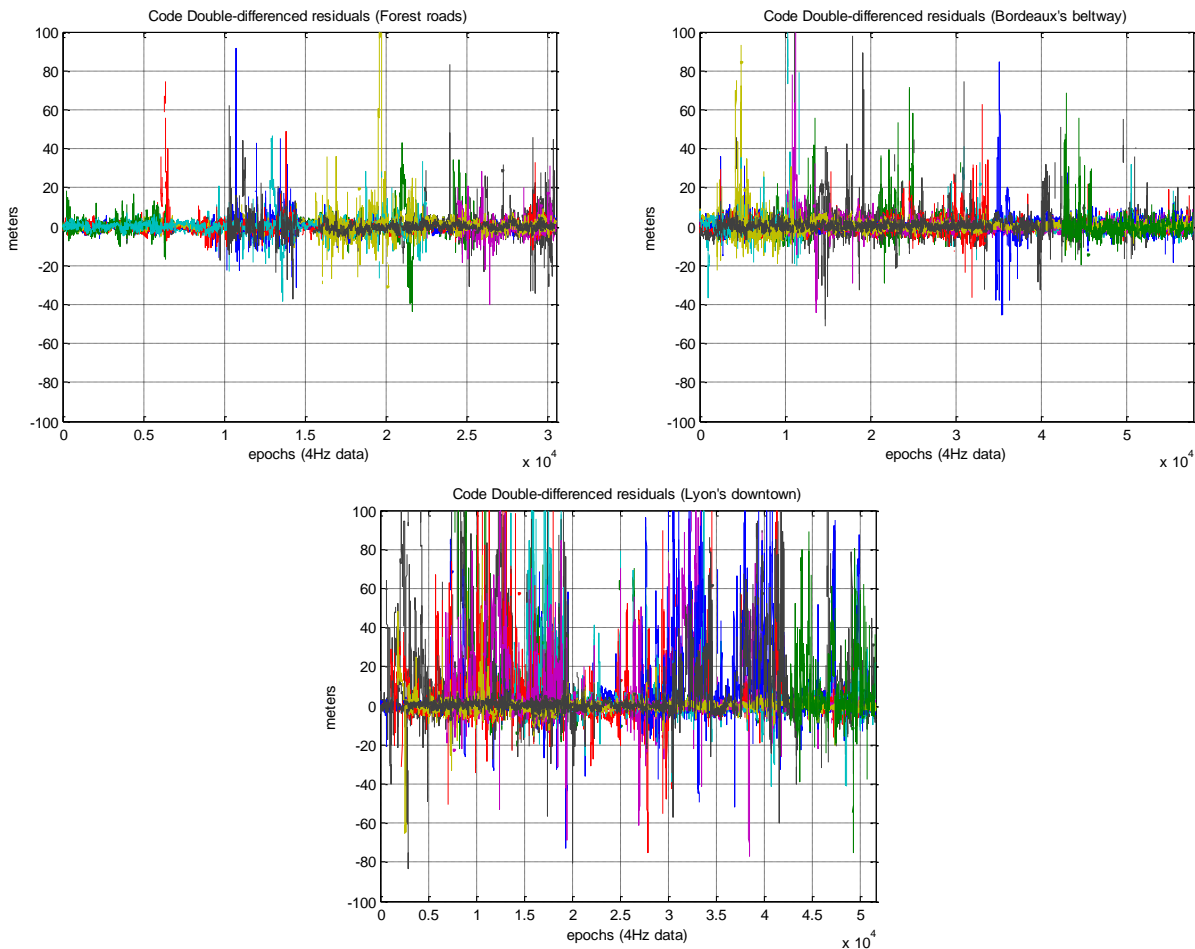 Code Double-differenced residuals (Forest roads)
100
80
60
40
20
0
-20
-40
-60
-80
-100
meters
0 0.5 1 1.5 2 2.5 3
epochs (4Hz data)
x 10^4
Code Double-differenced residuals (Bordeaux's beltway)
100
80
60
40
20
0
-20
-40
-60
-80
-100
meters
0 1 2 3 4 5
epochs (4Hz data)
x 10^4
Code Double-differenced residuals (Lyon's downtown)
100
80
60
40
20
0
-20
-40
-60
-80
-100
meters
0 0.5 1 1.5 2 2.5 3 3.5 4 4.5 5
epochs (4Hz data)
x 10^4